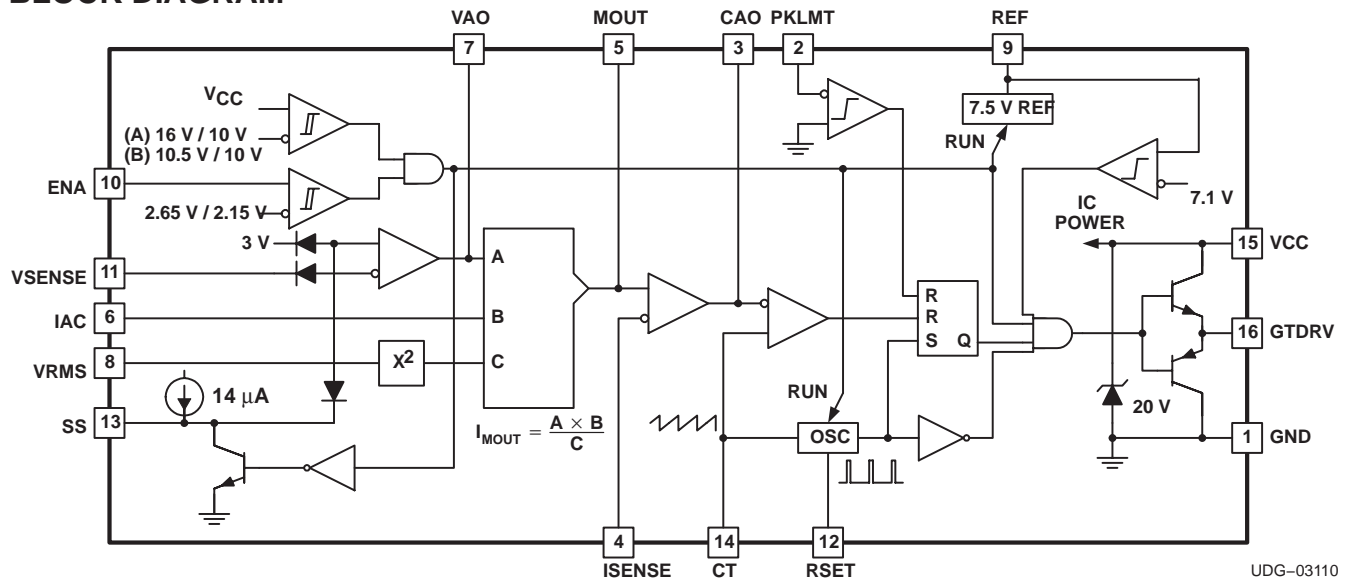 BLOCK DIAGRAM
VAO MOUT CAO PKLMT REF
7 5 3 2 9
VCC
(A) 16 V / 10 V
(B) 10.5 V / 10 V
7.5 V REF
RUN
ENA 10
2.65 V / 2.15 V
7.1 V
IC
POWER
3 V
15 VCC
VSENSE 11
A
IAC 6
B
R
R
S Q
16 GTDRV
VRMS 8
X2
C
14 μA
RUN
20 V
SS 13
IMOUT = A × B
C
OSC
1 GND
4 14 12
ISENSE CT RSET
UDG–03110